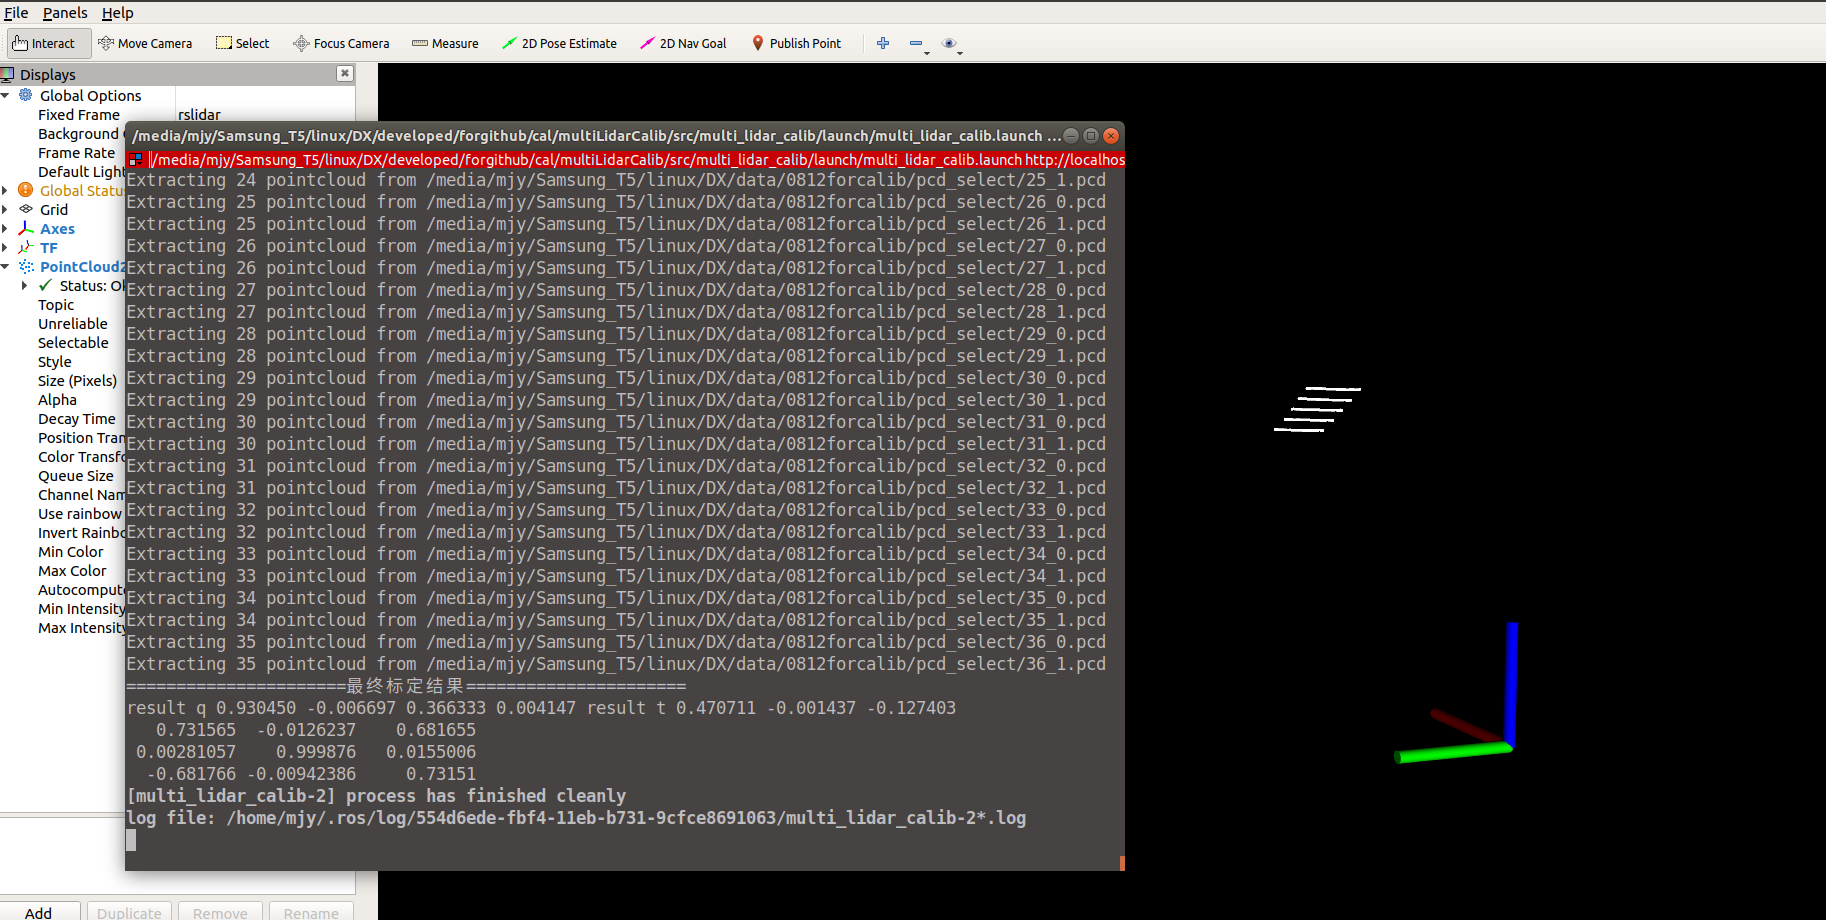 File Panels Help
Interact Move Camera Select Focus Camera Measure 2D Pose Estimate 2D Nav Goal Publish Point
Displays
Global Options
Fixed Frame rslidar
Background
Frame Rate
Default Light
Global Status
Grid
Axes
TF
PointCloud2
Status: Ok
Topic
Unreliable
Selectable
Style
Size (Pixels)
Alpha
Decay Time
Position Tran
Color Transfo
Queue Size
Channel Nam
Use rainbow
Invert Rainbo
Min Color
Max Color
Autocompute
Min Intensity
Max Intensity
Add Duplicate Remove Rename
/media/mjy/Samsung_T5/linux/DX/developed/forgithub/cal/multiLidarCalib/src/multi_lidar_calib/launch/multi_lidar_calib.launch ...
/media/mjy/Samsung_T5/linux/DX/developed/forgithub/cal/multiLidarCalib/src/multi_lidar_calib/launch/multi_lidar_calib.launch http://localhos
Extracting 24 pointcloud from /media/mjy/Samsung_T5/linux/DX/data/0812forcalib/pcd_select/25_1.pcd
Extracting 25 pointcloud from /media/mjy/Samsung_T5/linux/DX/data/0812forcalib/pcd_select/26_0.pcd
Extracting 25 pointcloud from /media/mjy/Samsung_T5/linux/DX/data/0812forcalib/pcd_select/26_1.pcd
Extracting 26 pointcloud from /media/mjy/Samsung_T5/linux/DX/data/0812forcalib/pcd_select/27_0.pcd
Extracting 26 pointcloud from /media/mjy/Samsung_T5/linux/DX/data/0812forcalib/pcd_select/27_1.pcd
Extracting 27 pointcloud from /media/mjy/Samsung_T5/linux/DX/data/0812forcalib/pcd_select/28_0.pcd
Extracting 27 pointcloud from /media/mjy/Samsung_T5/linux/DX/data/0812forcalib/pcd_select/28_1.pcd
Extracting 28 pointcloud from /media/mjy/Samsung_T5/linux/DX/data/0812forcalib/pcd_select/29_0.pcd
Extracting 28 pointcloud from /media/mjy/Samsung_T5/linux/DX/data/0812forcalib/pcd_select/29_1.pcd
Extracting 29 pointcloud from /media/mjy/Samsung_T5/linux/DX/data/0812forcalib/pcd_select/30_0.pcd
Extracting 29 pointcloud from /media/mjy/Samsung_T5/linux/DX/data/0812forcalib/pcd_select/30_1.pcd
Extracting 30 pointcloud from /media/mjy/Samsung_T5/linux/DX/data/0812forcalib/pcd_select/31_0.pcd
Extracting 30 pointcloud from /media/mjy/Samsung_T5/linux/DX/data/0812forcalib/pcd_select/31_1.pcd
Extracting 31 pointcloud from /media/mjy/Samsung_T5/linux/DX/data/0812forcalib/pcd_select/32_0.pcd
Extracting 31 pointcloud from /media/mjy/Samsung_T5/linux/DX/data/0812forcalib/pcd_select/32_1.pcd
Extracting 32 pointcloud from /media/mjy/Samsung_T5/linux/DX/data/0812forcalib/pcd_select/33_0.pcd
Extracting 32 pointcloud from /media/mjy/Samsung_T5/linux/DX/data/0812forcalib/pcd_select/33_1.pcd
Extracting 33 pointcloud from /media/mjy/Samsung_T5/linux/DX/data/0812forcalib/pcd_select/34_0.pcd
Extracting 33 pointcloud from /media/mjy/Samsung_T5/linux/DX/data/0812forcalib/pcd_select/34_1.pcd
Extracting 34 pointcloud from /media/mjy/Samsung_T5/linux/DX/data/0812forcalib/pcd_select/35_0.pcd
Extracting 34 pointcloud from /media/mjy/Samsung_T5/linux/DX/data/0812forcalib/pcd_select/35_1.pcd
Extracting 35 pointcloud from /media/mjy/Samsung_T5/linux/DX/data/0812forcalib/pcd_select/36_0.pcd
Extracting 35 pointcloud from /media/mjy/Samsung_T5/linux/DX/data/0812forcalib/pcd_select/36_1.pcd
======================最终标定结果======================
result q 0.930450 -0.006697 0.366333 0.004147 result t 0.470711 -0.001437 -0.127403
0.731565 -0.0126237 0.681655
0.00281057 0.999876 0.0155006
-0.681766 -0.00942386 0.73151
[multi_lidar_calib-2] process has finished cleanly
log file: /home/mjy/.ros/log/554d6ede-fbf4-11eb-b731-9cfce8691063/multi_lidar_calib-2*.log